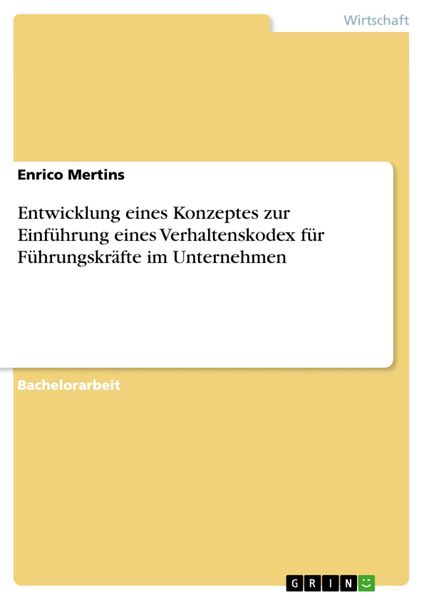 Wirtschaft
Enrico Mertins
Entwicklung eines Konzeptes zur
Einführung eines Verhaltenskodex für
Führungskräfte im Unternehmen
Bachelorarbeit
GRIN